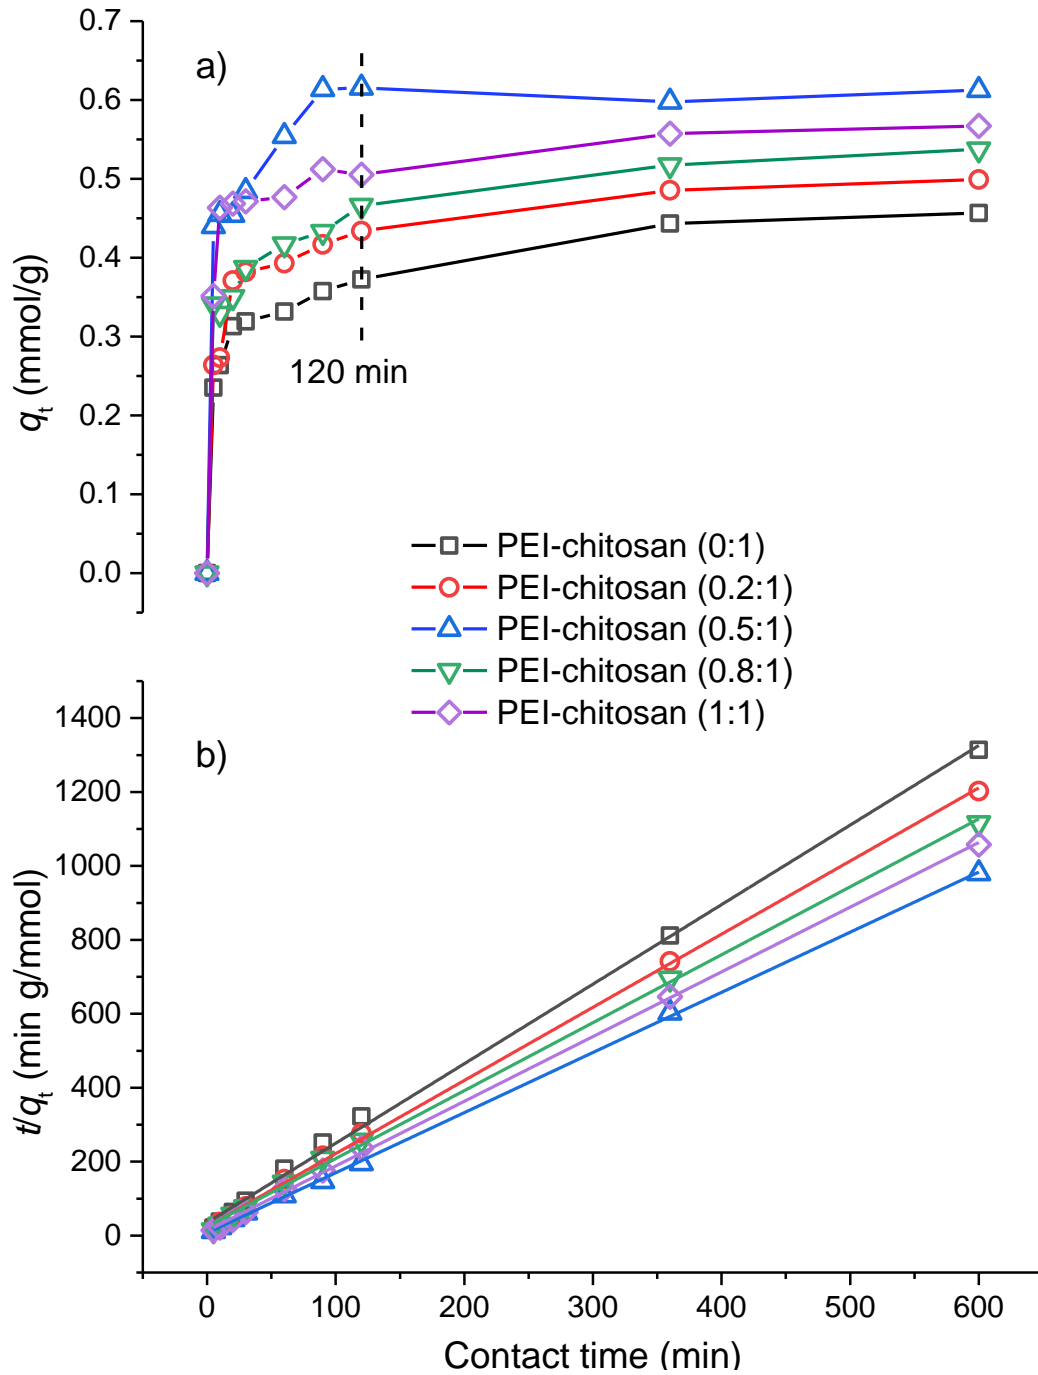 a)
0.7
0.6
0.5
0.4
0.3
0.2
0.1
0.0
qt (mmol/g)
120 min
PEI-chitosan (0:1)
PEI-chitosan (0.2:1)
PEI-chitosan (0.5:1)
PEI-chitosan (0.8:1)
PEI-chitosan (1:1)
b)
1400
1200
1000
800
600
400
200
0
t/qt (min g/mmol)
0 100 200 300 400 500 600
Contact time (min)